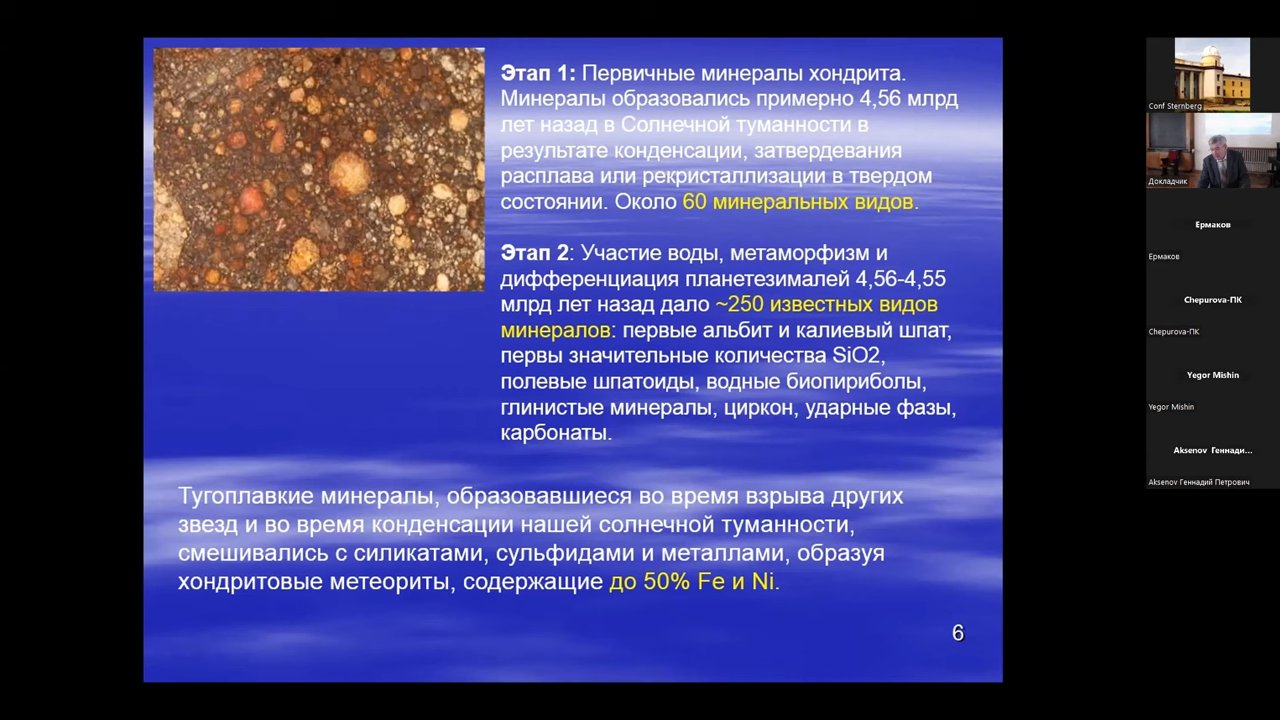 Этап 1: Первичные минералы хондрита.
Минералы образовались примерно 4,56 млрд
лет назад в Солнечной туманности в
результате конденсации, затвердевания
расплава или рекристаллизации в твердом
состоянии. Около 60 минеральных видов.
Этап 2: Участие воды, метаморфизм и
дифференциация планетезималей 4,56-4,55
млрд лет назад дало ~250 известных видов
минералов: первые альбит и калиевый шпат,
первы значительные количества SiO2,
полевые шпатоиды, водные биопириболы,
глинистые минералы, циркон, ударные фазы,
карбонаты.
Тугоплавкие минералы, образовавшиеся во время взрыва других
звезд и во время конденсации нашей солнечной туманности,
смешивались с силикатами, сульфидами и металлами, образуя
хондритовые метеориты, содержащие до 50% Fe и Ni.
6
Conf Sternberg
Докладчик
Ермаков
Ермаков
Chepurova-ПК
Chepurova-ПК
Yegor Mishin
Yegor Mishin
Aksenov Геннади...
Aksenov Геннадий Петрович